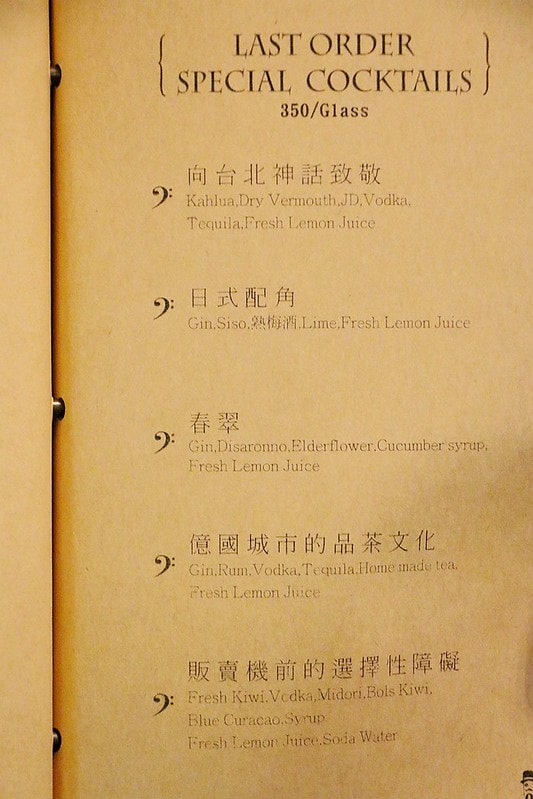 LAST ORDER
SPECIAL COCKTAILS
350/Glass
向台北神話致敬
Kahlua,Dry Vermouth,JD,Vodka,
Tequila,Fresh Lemon Juice
日式配角
Gin,Siso,熟梅酒,Lime,Fresh Lemon Juice
春翠
Gin,Disaronno,Elderflower,Cucumber syrup,
Fresh Lemon Juice
億國城市的品茶文化
Gin,Rum,Vodka,Tequila,Home made tea,
Fresh Lemon Juice
販賣機前的選擇性障礙
Fresh Kiwi,Vodka,Midori,Bols Kiwi,
Blue Curacao,Syrup
Fresh Lemon Juice,Soda Water